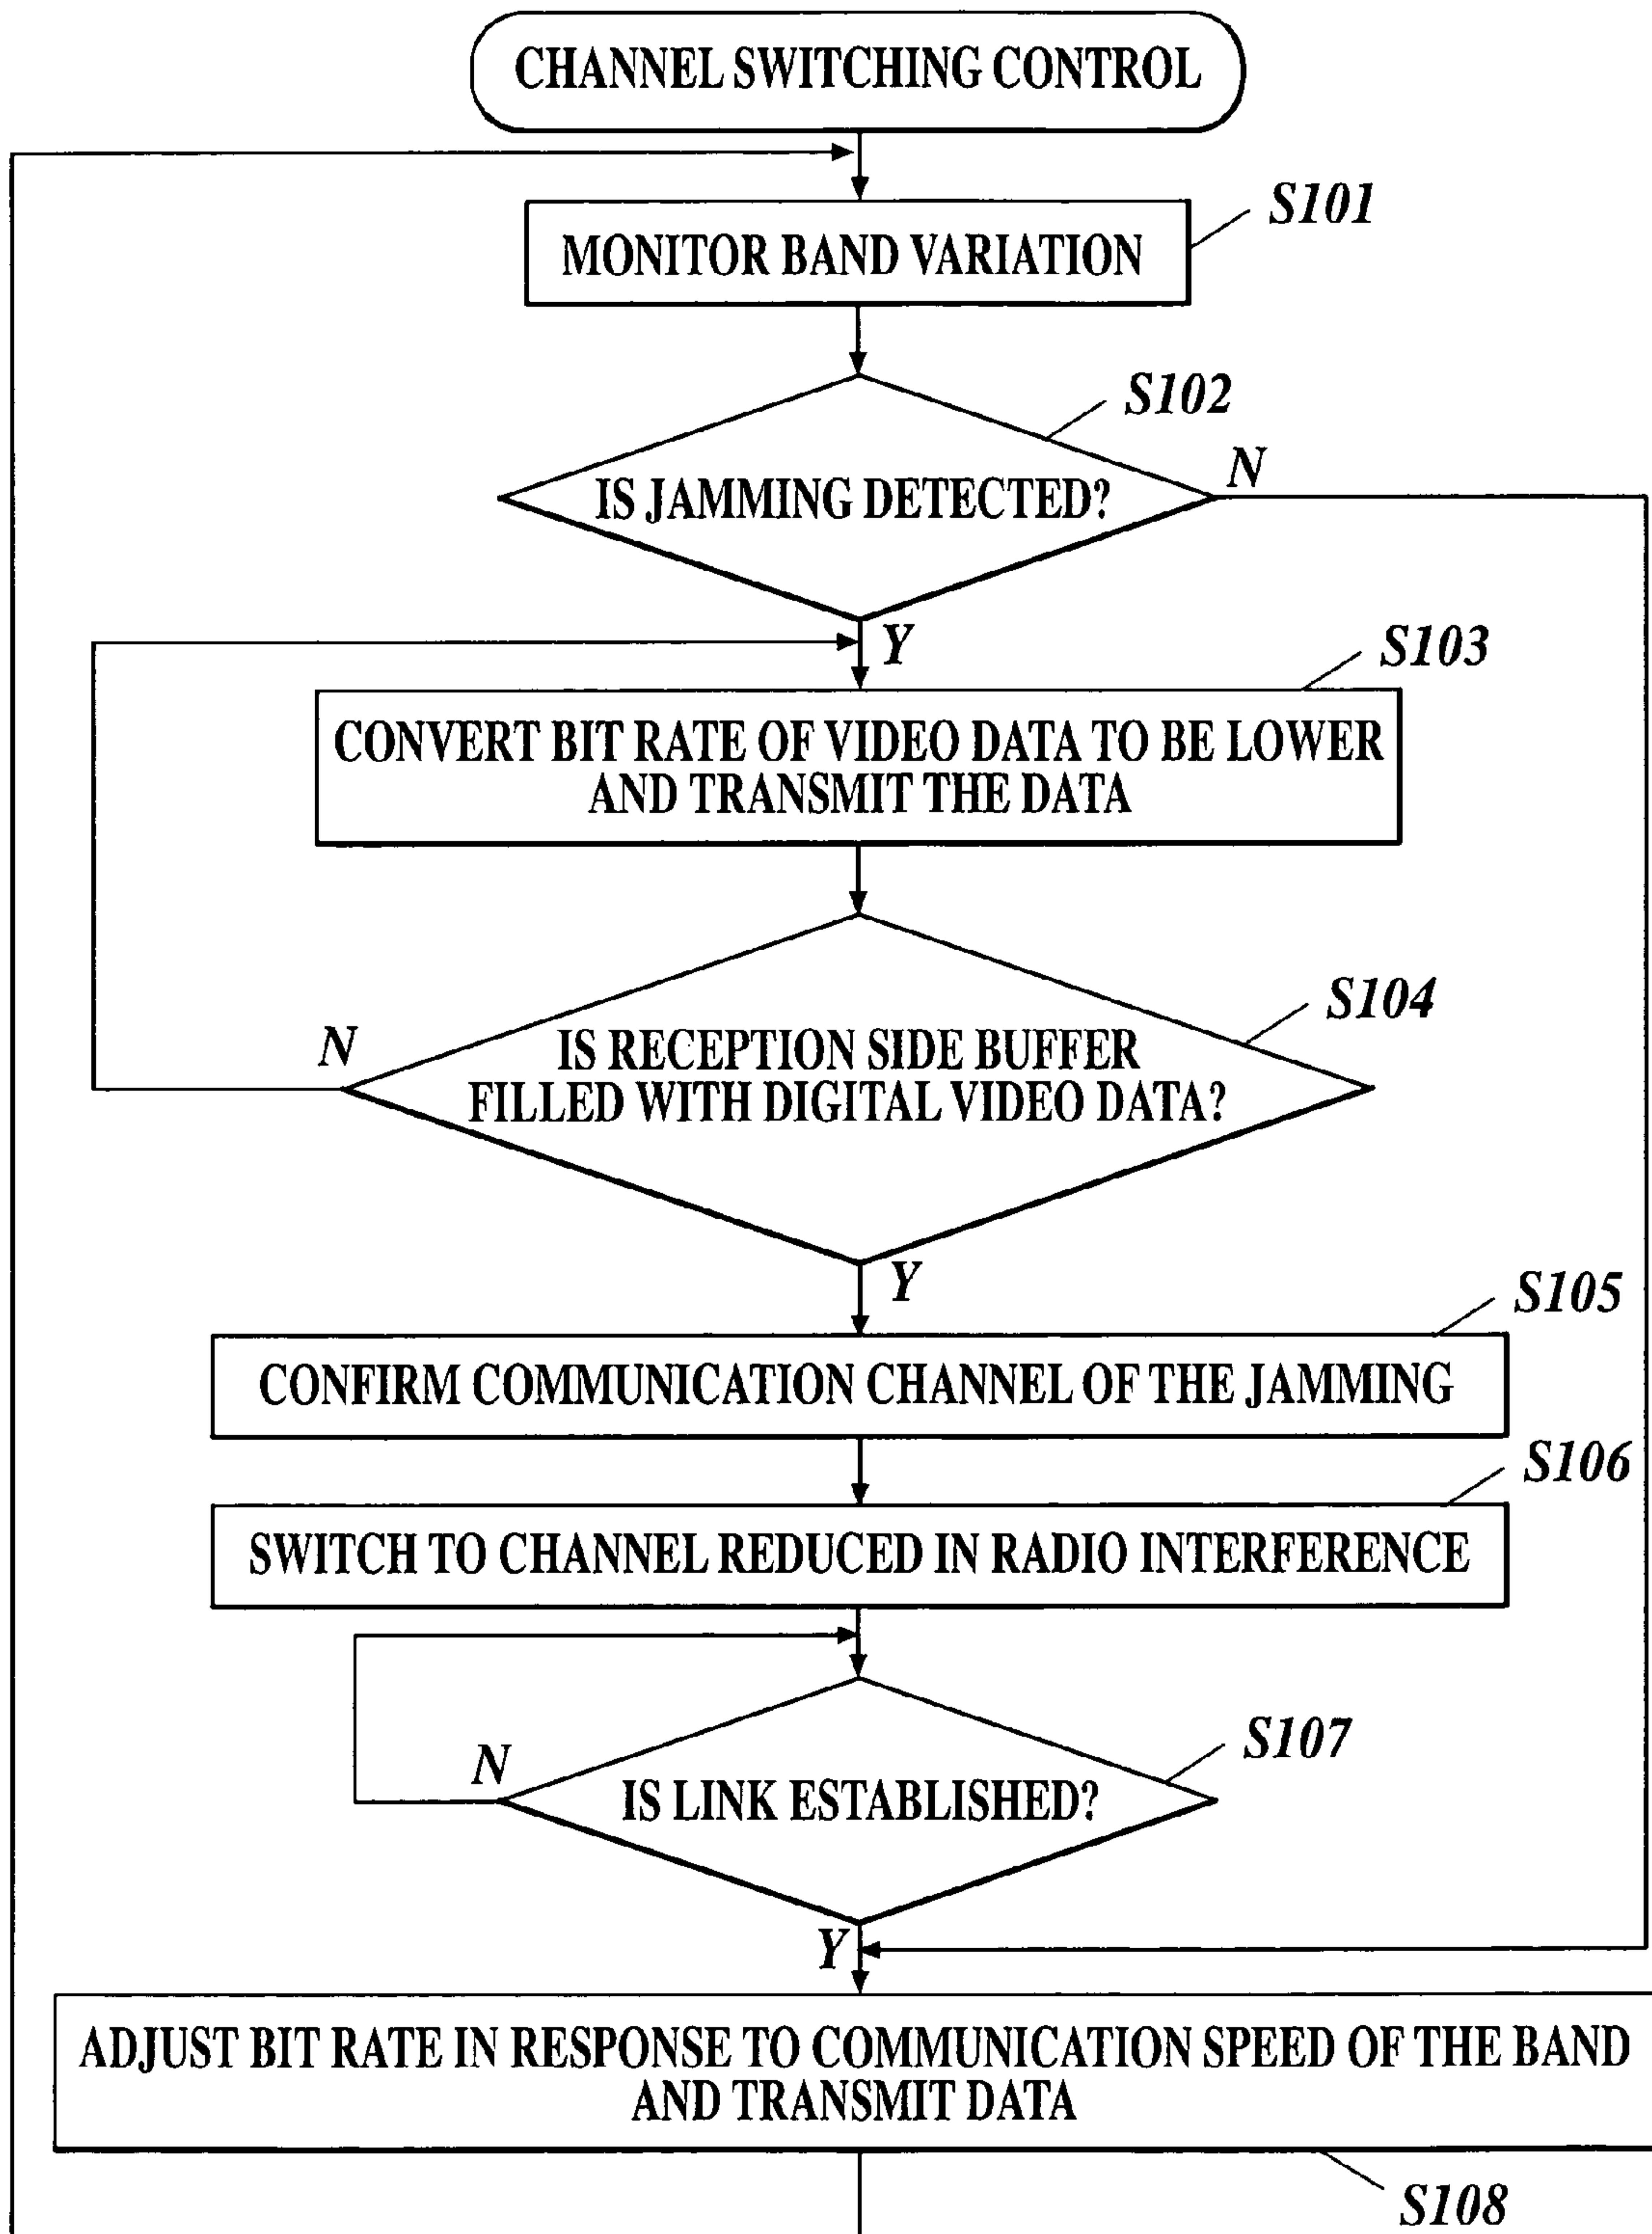 CHANNEL SWITCHING CONTROL
S101
MONITOR BAND VARIATION
S102
IS JAMMING DETECTED?
N
Y
S103
CONVERT BIT RATE OF VIDEO DATA TO BE LOWER
AND TRANSMIT THE DATA
S104
N
IS RECEPTION SIDE BUFFER
FILLED WITH DIGITAL VIDEO DATA?
Y
S105
CONFIRM COMMUNICATION CHANNEL OF THE JAMMING
S106
SWITCH TO CHANNEL REDUCED IN RADIO INTERFERENCE
S107
N
IS LINK ESTABLISHED?
Y
ADJUST BIT RATE IN RESPONSE TO COMMUNICATION SPEED OF THE BAND
AND TRANSMIT DATA
S108